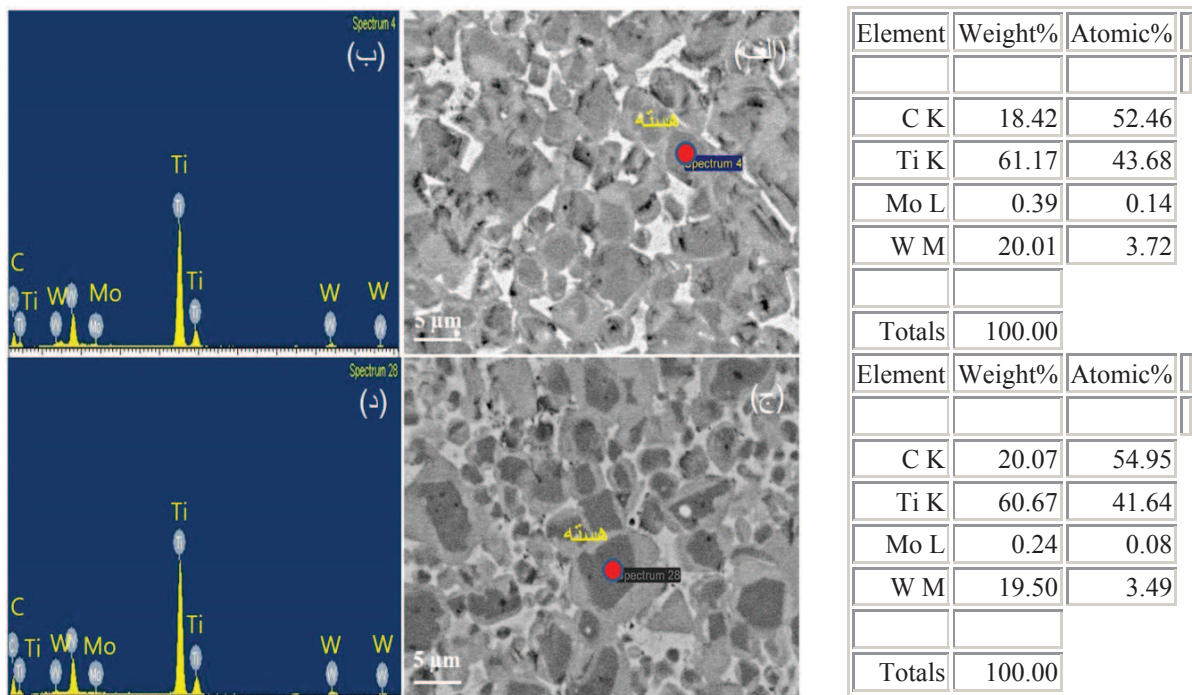 Spectrum 4
(ب)
Ti
C
Ti
W
Mo
Ti
W
W
(الف)
هسته
Spectrum 4
5 µm
Spectrum 28
(د)
Ti
C
Ti
W
Mo
Ti
W
W
(ج)
هسته
Spectrum 28
5 µm
Element Weight% Atomic%
C K 18.42 52.46
Ti K 61.17 43.68
Mo L 0.39 0.14
W M 20.01 3.72
Totals 100.00
Element Weight% Atomic%
C K 20.07 54.95
Ti K 60.67 41.64
Mo L 0.24 0.08
W M 19.50 3.49
Totals 100.00